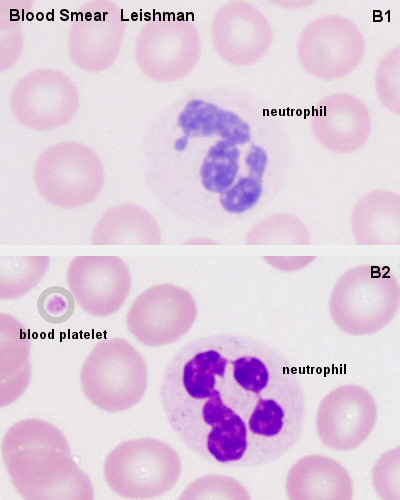 Blood Smear Leishman B1
neutrophil
B2
blood platelet
neutrophil